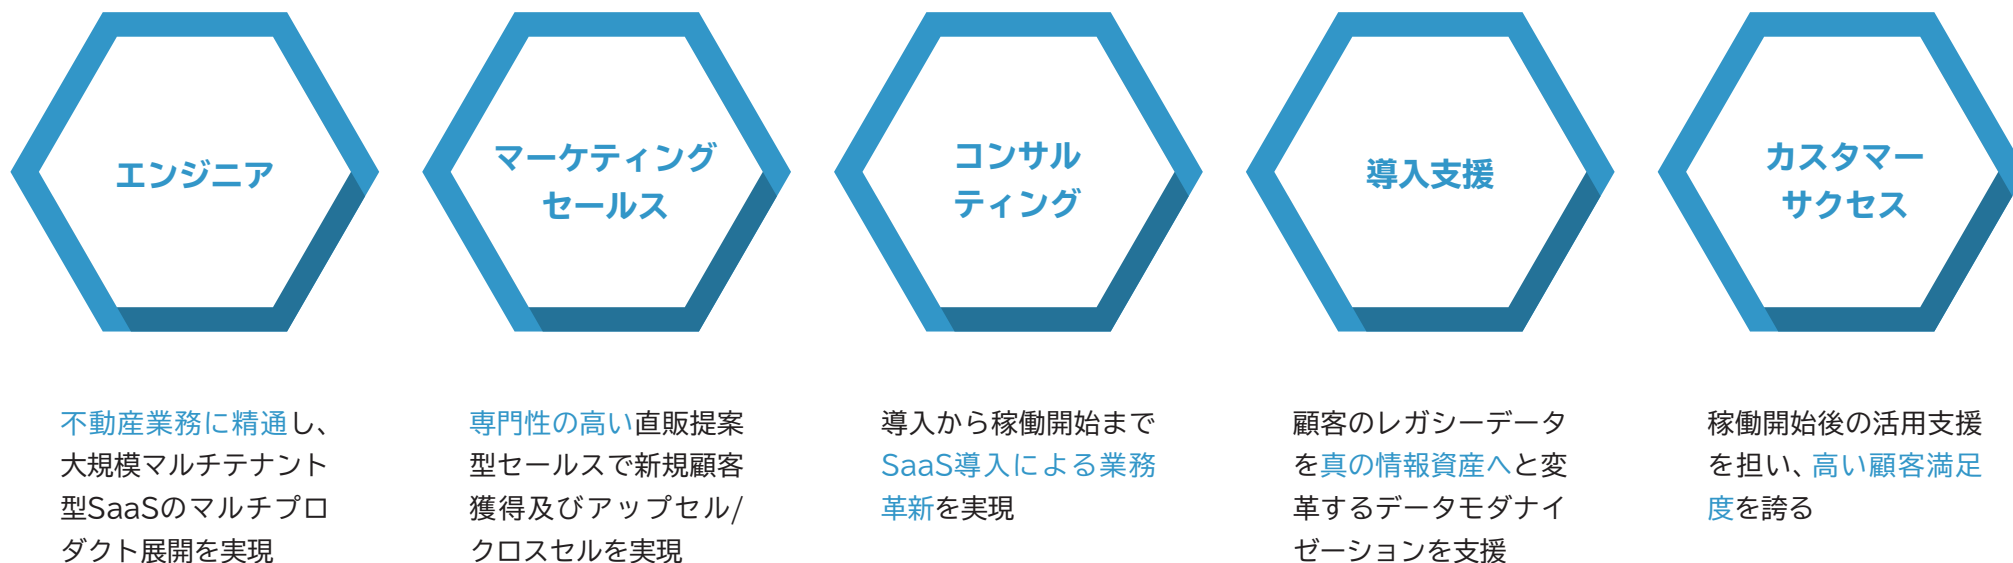 エンジニア
マーケティング
セールス
コンサル
ティング
導入支援
カスタマー
サクセス
不動産業務に精通し、
大規模マルチテナント
型SaaSのマルチプロ
ダクト展開を実現
専門性の高い直販提案
型セールスで新規顧客
獲得及びアップセル/
クロスセルを実現
導入から稼働開始まで
SaaS導入による業務
革新を実現
顧客のレガシーデータ
を真の情報資産へと変
革するデータモダナイ
ゼーションを支援
稼働開始後の活用支援
を担い、高い顧客満足
度を誇る